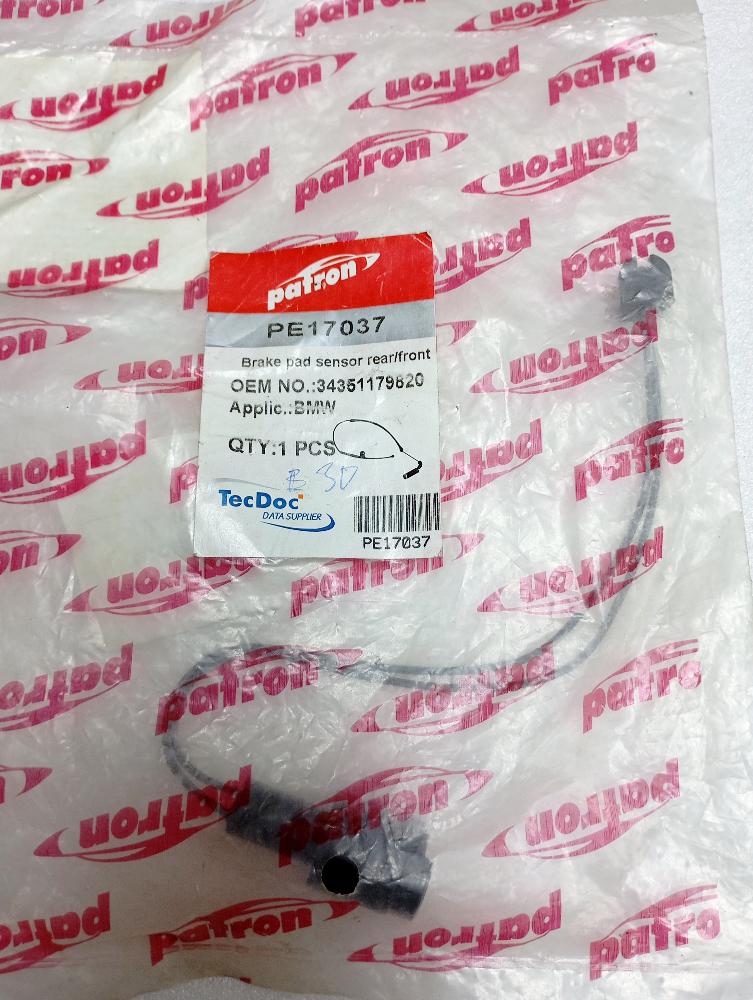 patron
PE17037
Brake pad sensor rear/front
OEM NO.:34351179820
Applic.:BMW
QTY:1 PCS
B 30
TecDoc
DATA SUPPLIER
PE17037